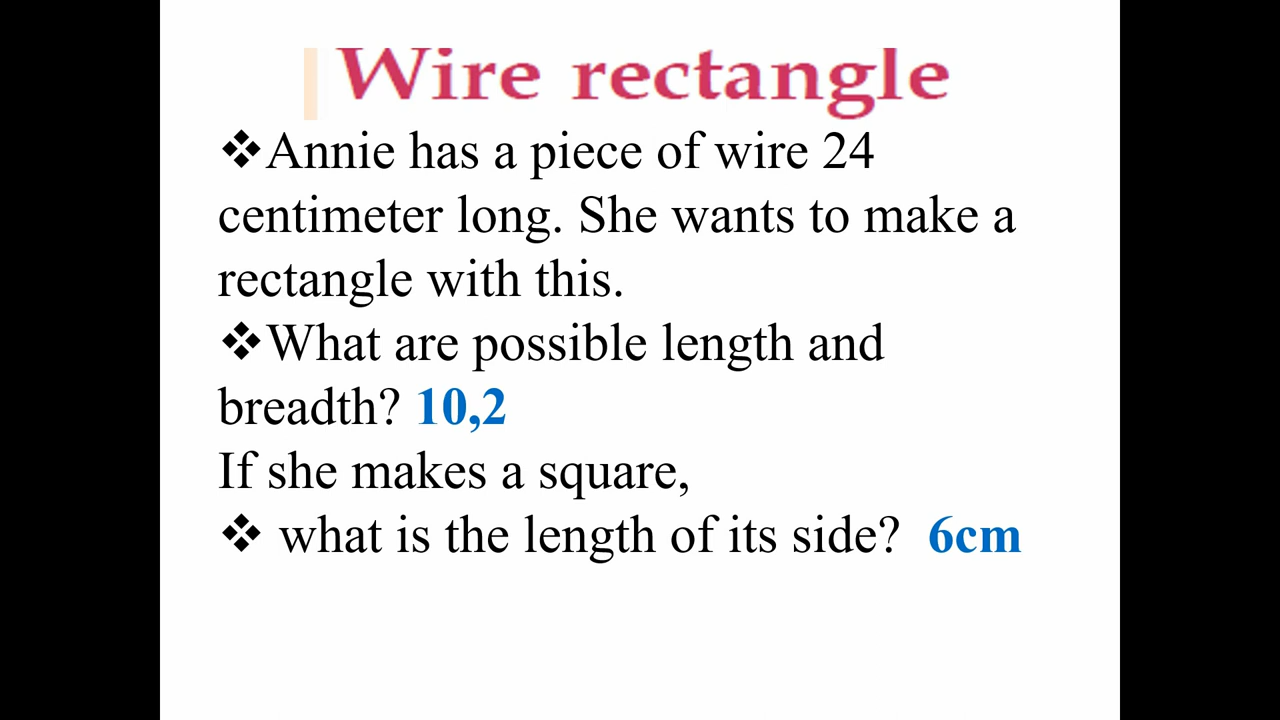 Wire rectangle
❖Annie has a piece of wire 24
centimeter long. She wants to make a
rectangle with this.
❖What are possible length and
breadth? 10,2
If she makes a square,
❖ what is the length of its side? 6cm